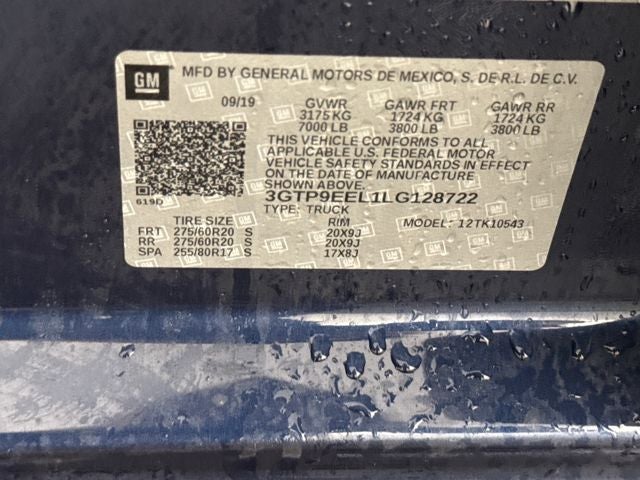 GM MFD BY GENERAL MOTORS DE MEXICO, S. DE R.L. DE C.V.
09/19 GVWR GAWR FRT GAWR RR
3175 KG 1724 KG 1724 KG
7000 LB 3800 LB 3800 LB
THIS VEHICLE CONFORMS TO ALL
APPLICABLE U.S. FEDERAL MOTOR
VEHICLE SAFETY STANDARDS IN EFFECT
ON THE DATE OF MANUFACTURE
SHOWN ABOVE.
619D 3GTP9EEL1LG128722
TYPE: TRUCK MODEL: 12TK10543
TIRE SIZE RIM
FRT 275/60R20 S 20X9J
RR 275/60R20 S 20X9J
SPA 255/80R17 S 17X8J